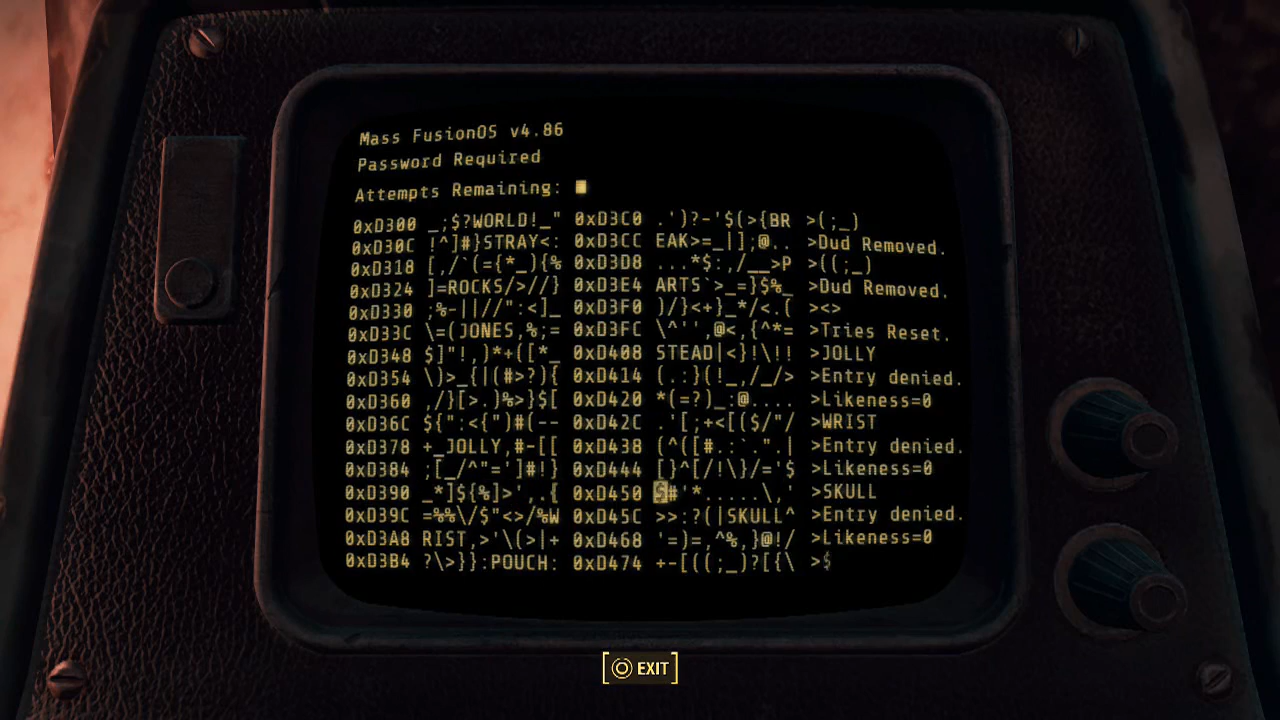 Mass FusionOS v4.86
Password Required
Attempts Remaining: ■
0xD300 _;$?WORLD!_" 0xD3C0 .')?-'$(>{BR >(;_)
0xD30C !^]#}STRAY<: 0xD3CC EAK>=_|];@.. >Dud Removed.
0xD318 [,/`(={*_){% 0xD3D8 ...*$:,/__>P >((;_)
0xD324 ]=ROCKS/>//} 0xD3E4 ARTS`>_=}$%_ >Dud Removed.
0xD330 ;%-||//":<]_ 0xD3F0 )/}<+}_*/<.( ><>
0xD33C \=(JONES,%;= 0xD3FC \^'',@<,{^*= >Tries Reset.
0xD348 $]"!,)*+([*_ 0xD408 STEAD|<}!\!! >JOLLY
0xD354 \)>_{|(#>?){ 0xD414 (.:}(!_,/_/> >Entry denied.
0xD360 ,/}[>.)%>}$[ 0xD420 *(=?)_:@.... >Likeness=0
0xD36C ${":<{")#(-- 0xD42C .'[;+<[($/"/ >WRIST
0xD378 +_JOLLY,#-[[ 0xD438 (^([#.:`.".| >Entry denied.
0xD384 ;[_/^"=']#!} 0xD444 [}^[/!\}/='$ >Likeness=0
0xD390 _*]${%]>',.{ 0xD450 $#'*.....\,' >SKULL
0xD39C =%%\/$"<>/%W 0xD45C >>:?(|SKULL^ >Entry denied.
0xD3A8 RIST,>'\(>|+ 0xD468 '=)=,^%,}@!/ >Likeness=0
0xD3B4 ?\>}}:POUCH: 0xD474 +-[((;_)?[{\ >$
EXIT